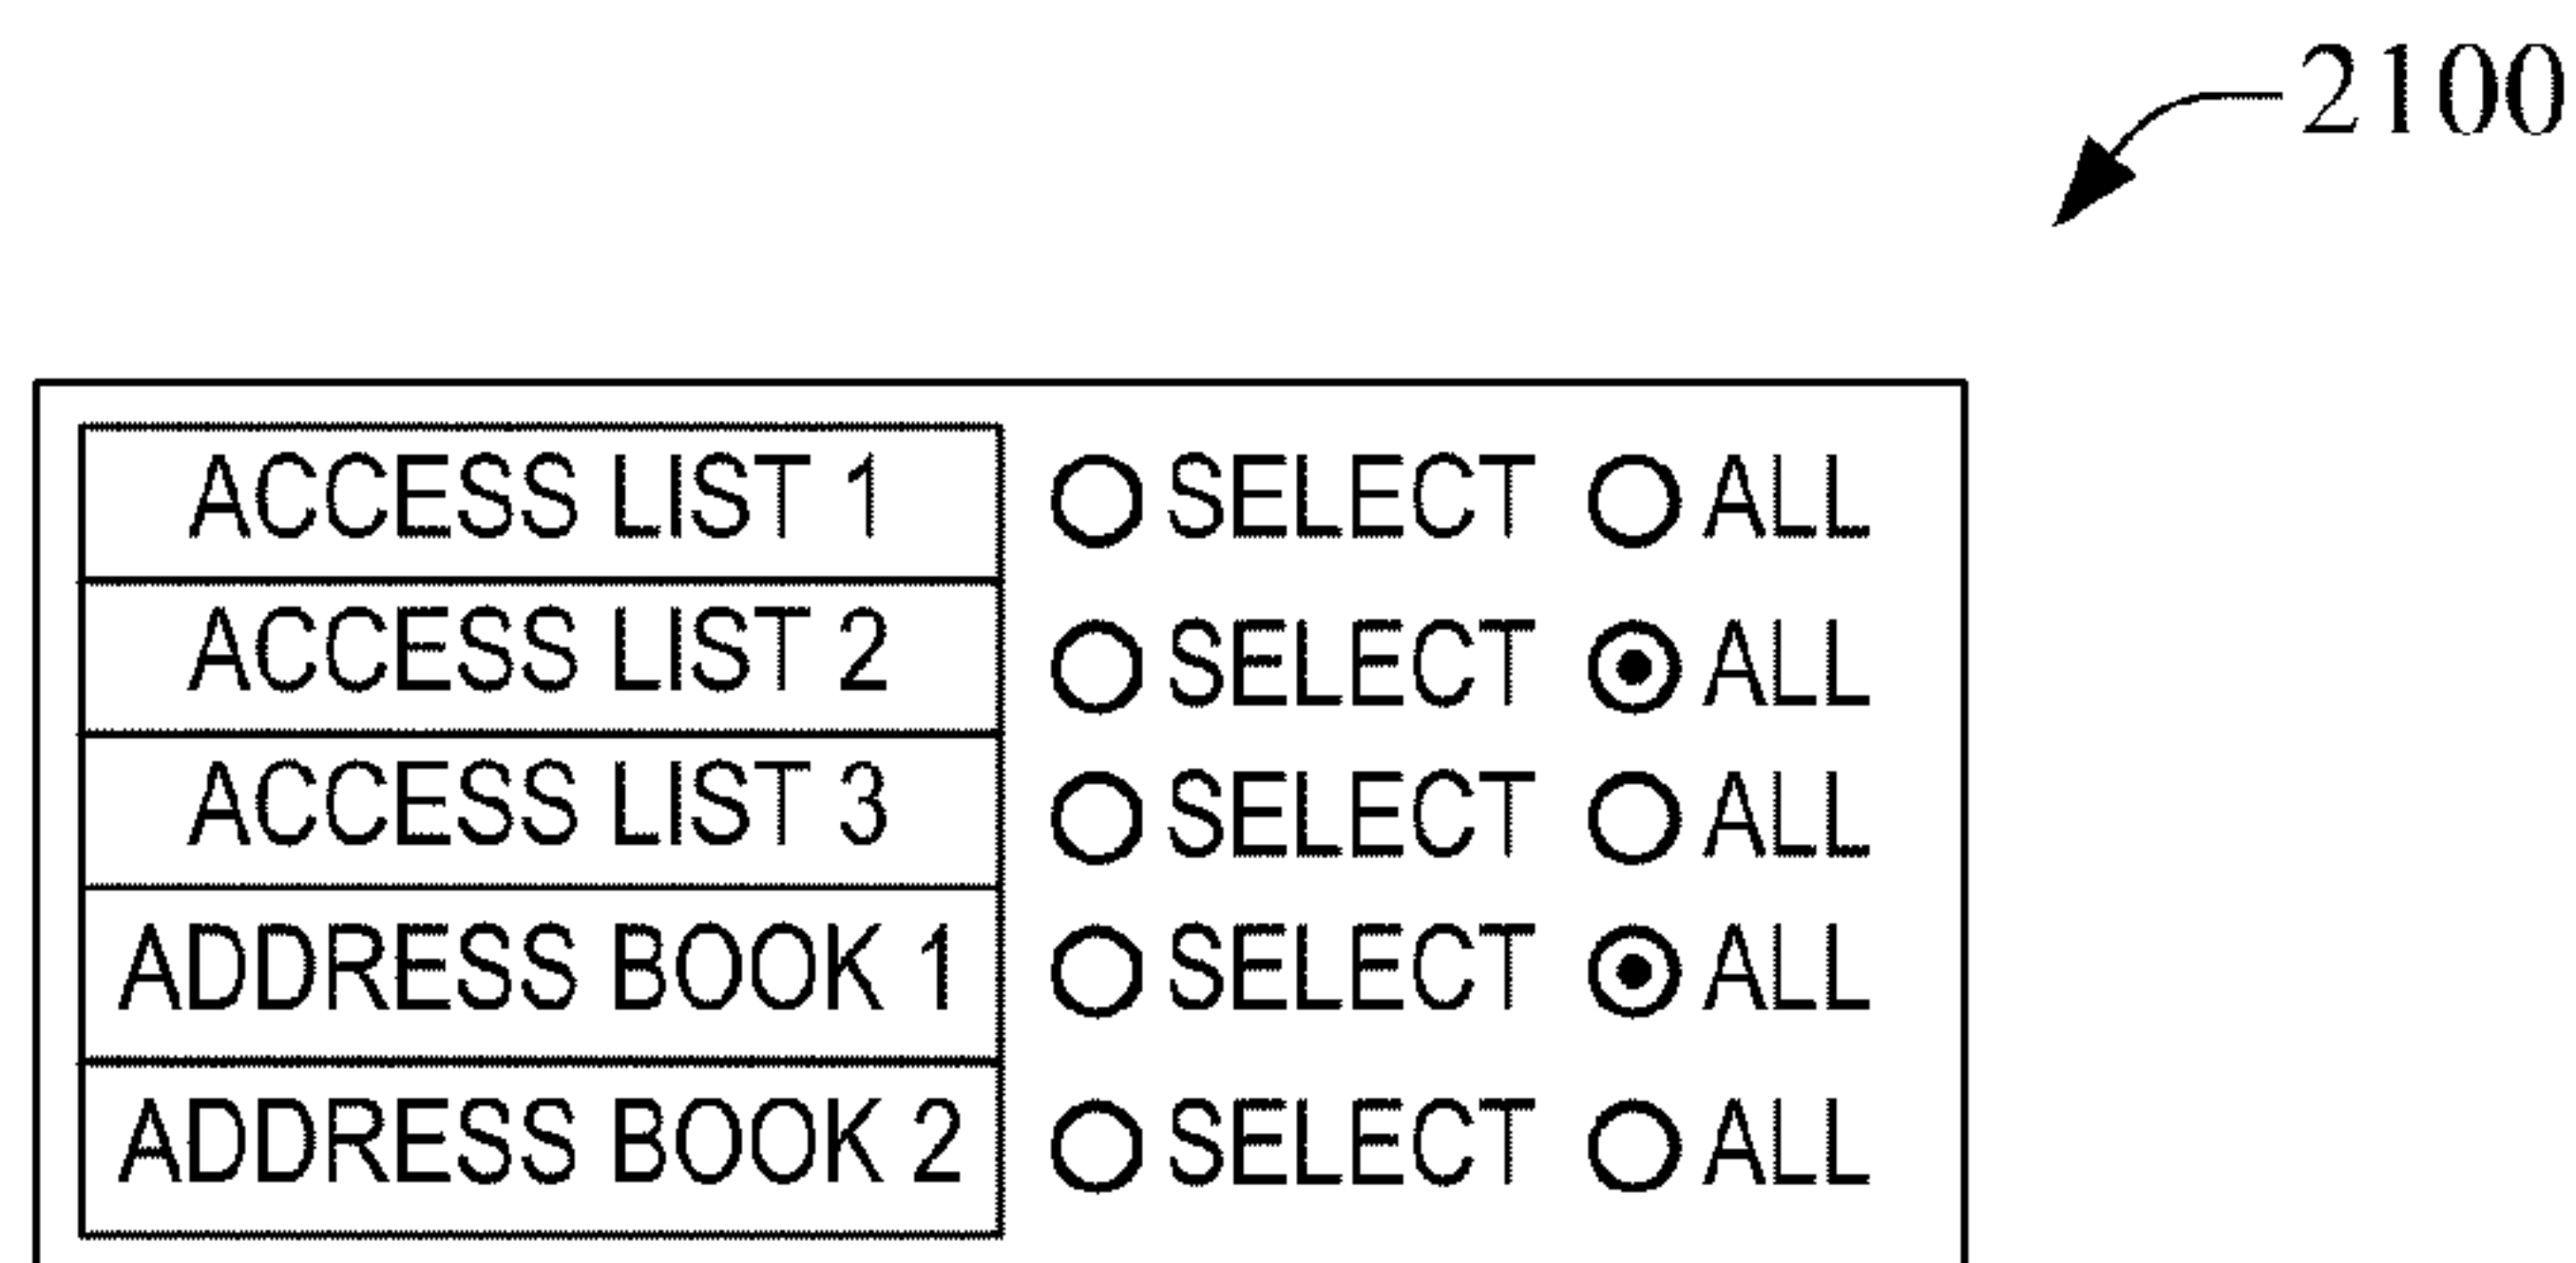 2100
ACCESS LIST 1 SELECT ALL
ACCESS LIST 2 SELECT ALL
ACCESS LIST 3 SELECT ALL
ADDRESS BOOK 1 SELECT ALL
ADDRESS BOOK 2 SELECT ALL